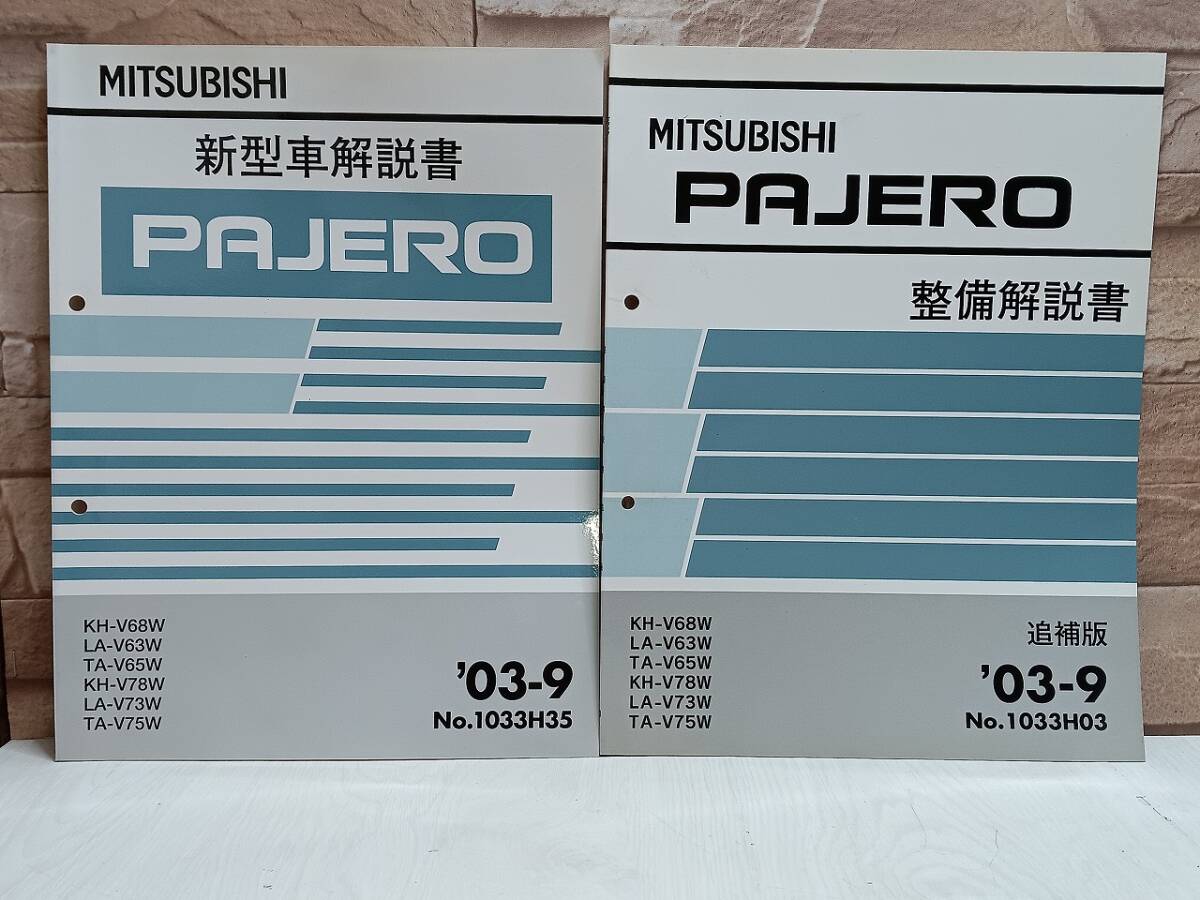 MITSUBISHI
新型車解説書
PAJERO
KH-V68W
LA-V63W
TA-V65W
KH-V78W
LA-V73W
TA-V75W
'03-9
No.1033H35
MITSUBISHI
PAJERO
整備解説書
KH-V68W
LA-V63W
TA-V65W
KH-V78W
LA-V73W
TA-V75W
追補版
'03-9
No.1033H03